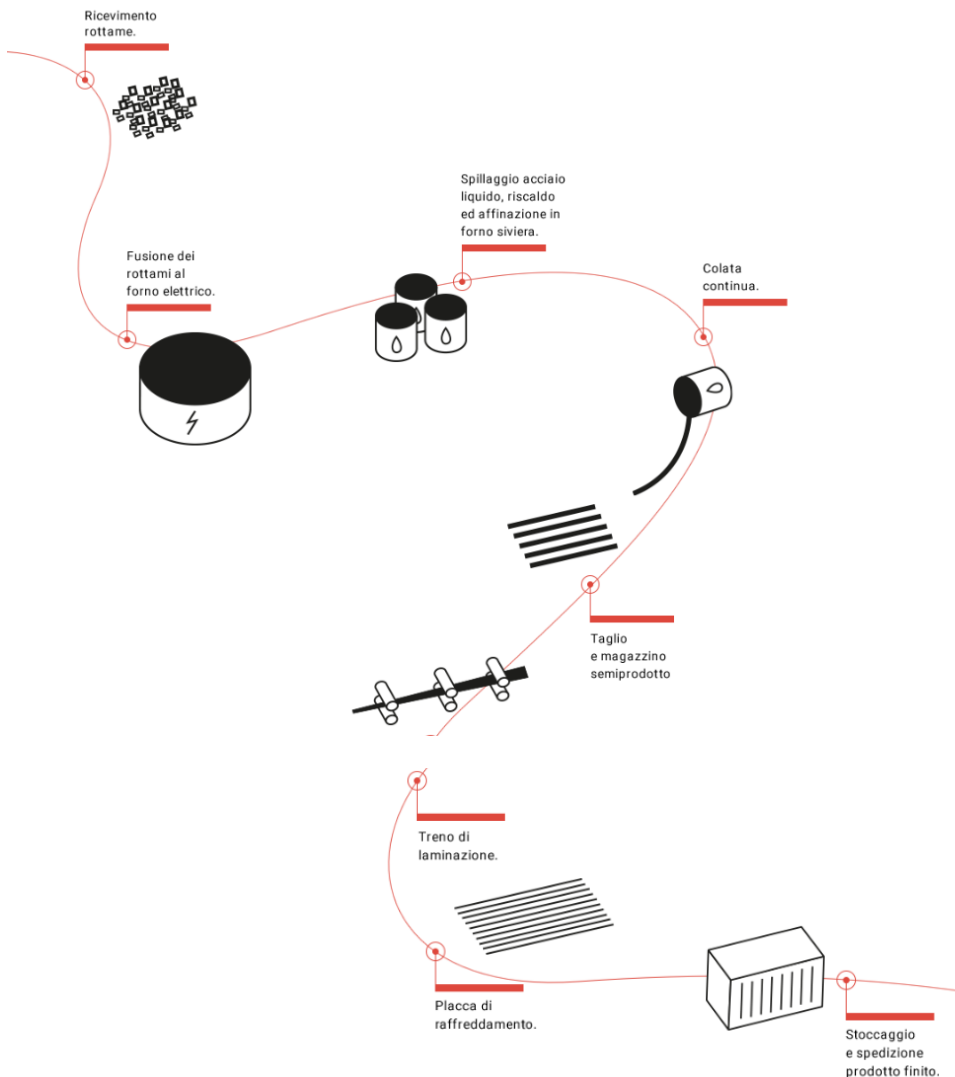 Ricevimento
rottame.
Spillaggio acciaio
liquido, riscaldo
ed affinazione in
forno siviera.
Fusione dei
rottami al
forno elettrico.
Colata
continua.
Taglio
e magazzino
semiprodotto
Treno di
laminazione.
Placca di
raffreddamento.
Stoccaggio
e spedizione
prodotto finito.